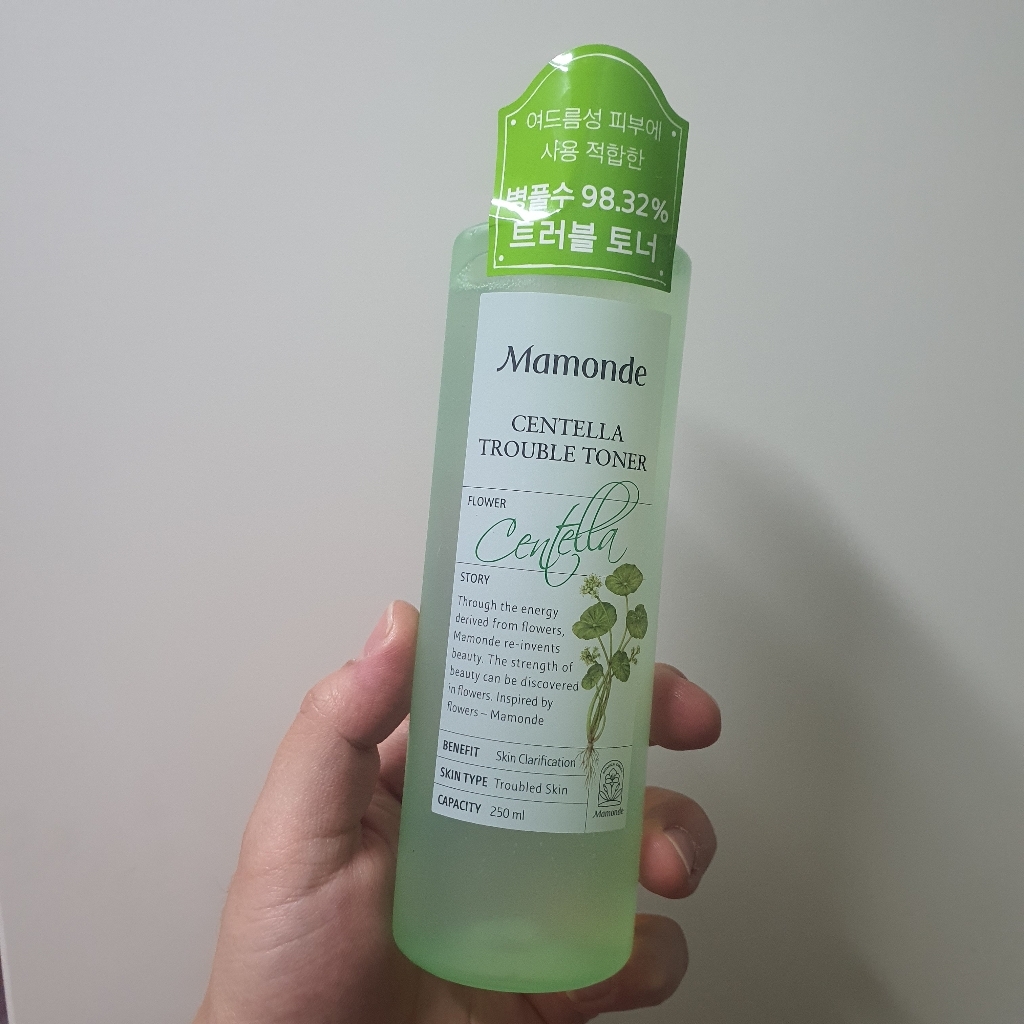 여드름성 피부에
사용 적합한
병풀수 98.32%
트러블 토너
Mamonde
CENTELLA
TROUBLE TONER
FLOWER
Centella
STORY
Through the energy
derived from flowers,
Mamonde re-invents
beauty. The strength of
beauty can be discovered
in flowers. Inspired by
flowers – Mamonde
BENEFIT Skin Clarification
SKIN TYPE Troubled Skin
CAPACITY 250 ml
Mamonde